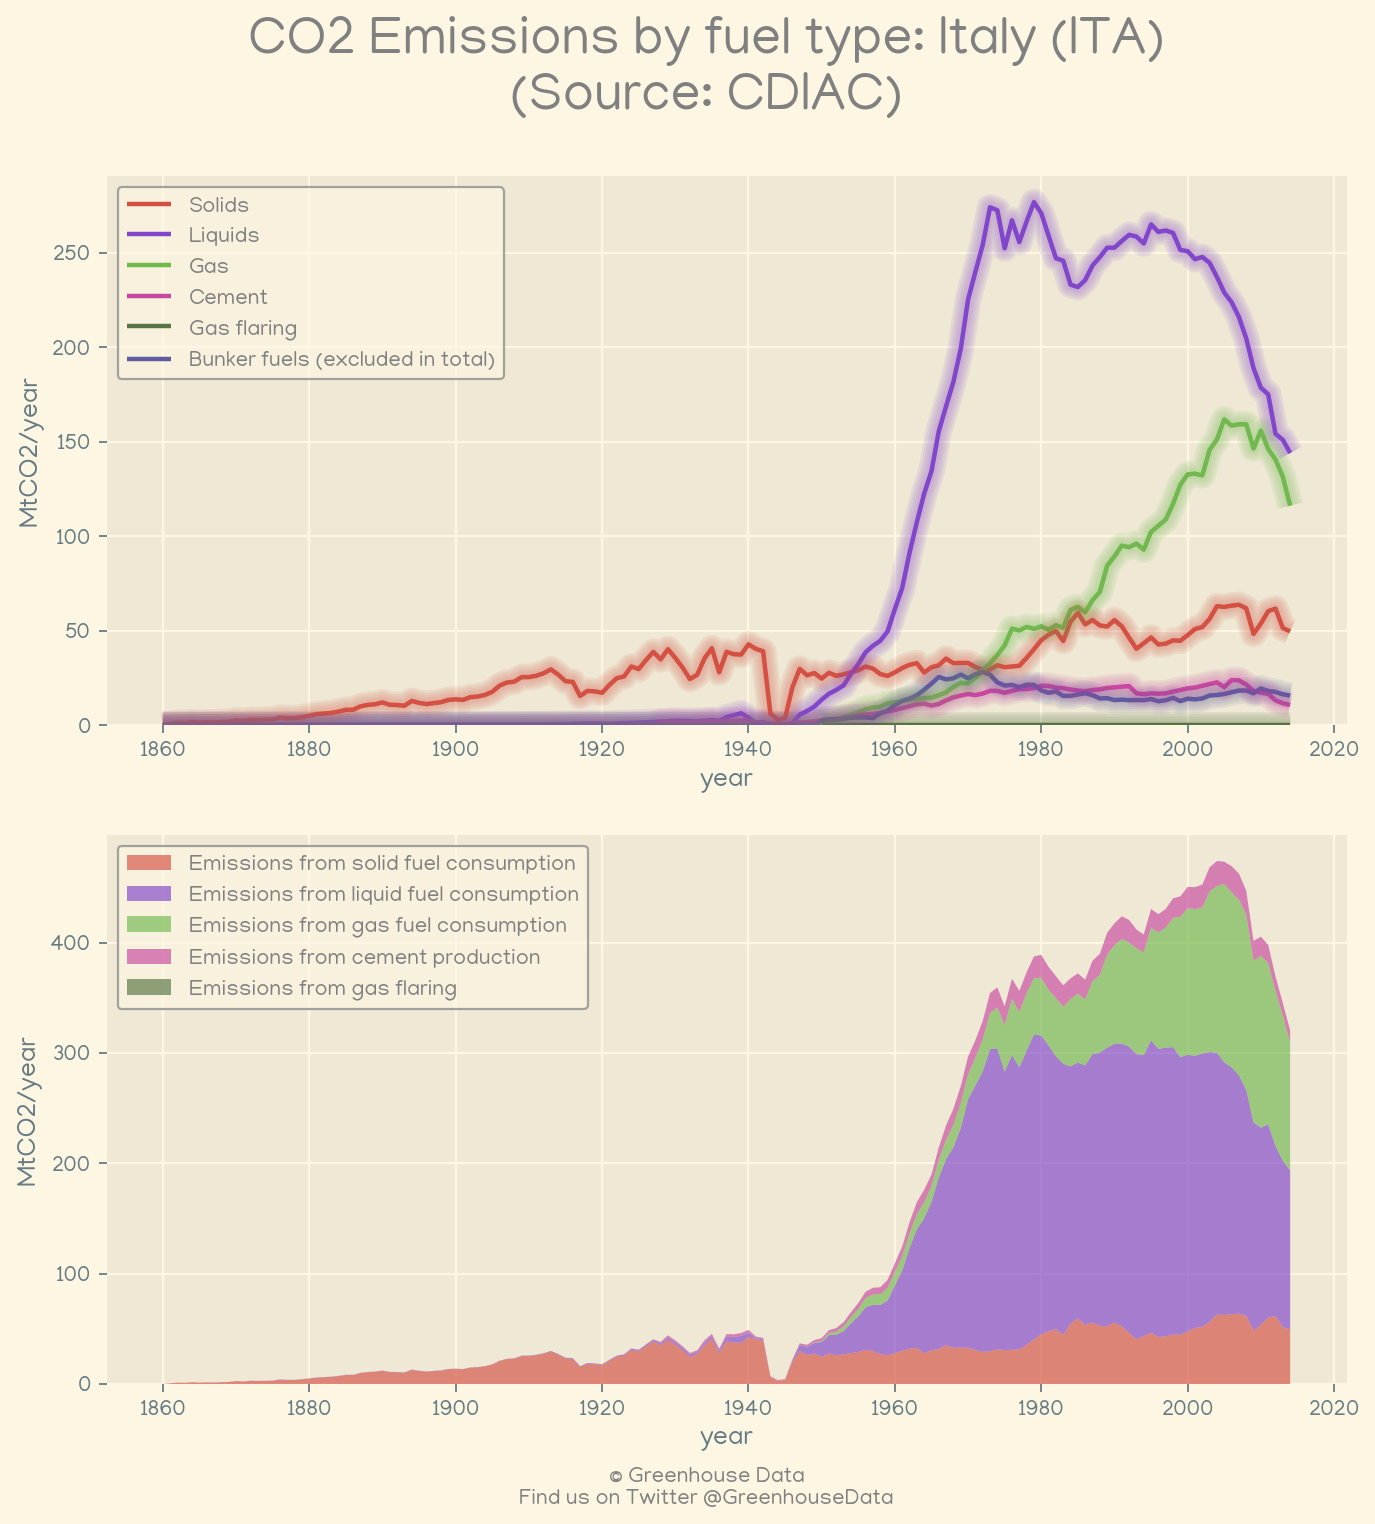 CO2 Emissions by fuel type: Italy (ITA)
(Source: CDIAC)
Solids
Liquids
Gas
Cement
Gas flaring
Bunker fuels (excluded in total)
MtCO2/year
250
200
150
100
50
0
1860 1880 1900 1920 1940 1960 1980 2000 2020
year
Emissions from solid fuel consumption
Emissions from liquid fuel consumption
Emissions from gas fuel consumption
Emissions from cement production
Emissions from gas flaring
MtCO2/year
400
300
200
100
0
1860 1880 1900 1920 1940 1960 1980 2000 2020
year
© Greenhouse Data
Find us on Twitter @GreenhouseData